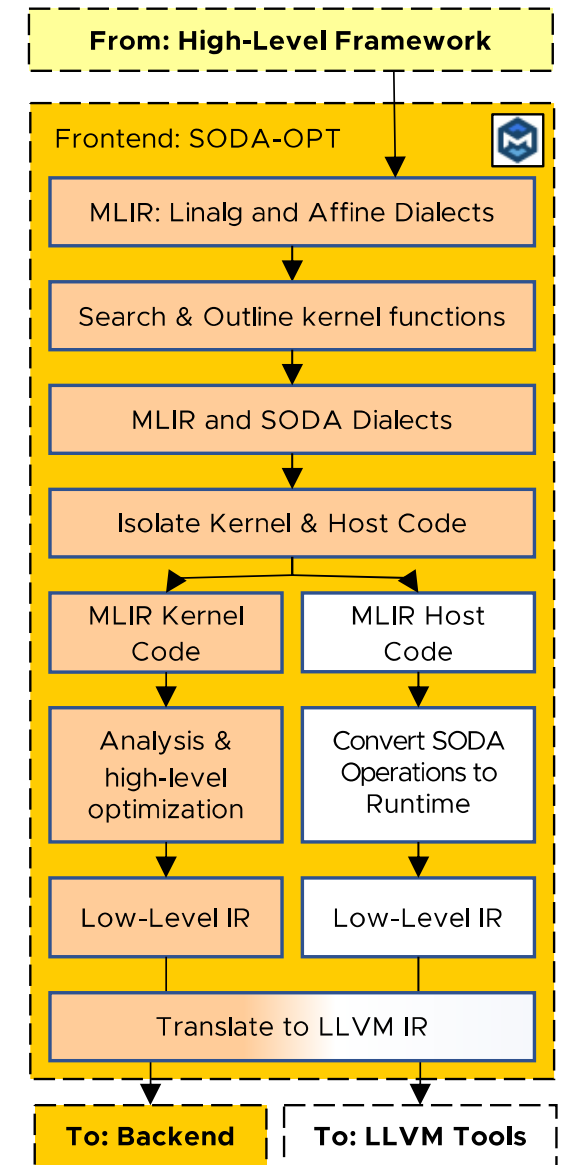 From: High-Level Framework
Frontend: SODA-OPT
M
MLIR: Linalg and Affine Dialects
Search & Outline kernel functions
MLIR and SODA Dialects
Isolate Kernel & Host Code
MLIR Kernel
Code
MLIR Host
Code
Analysis &
high-level
optimization
Convert SODA
Operations to
Runtime
Low-Level IR
Low-Level IR
Translate to LLVM IR
To: Backend
To: LLVM Tools